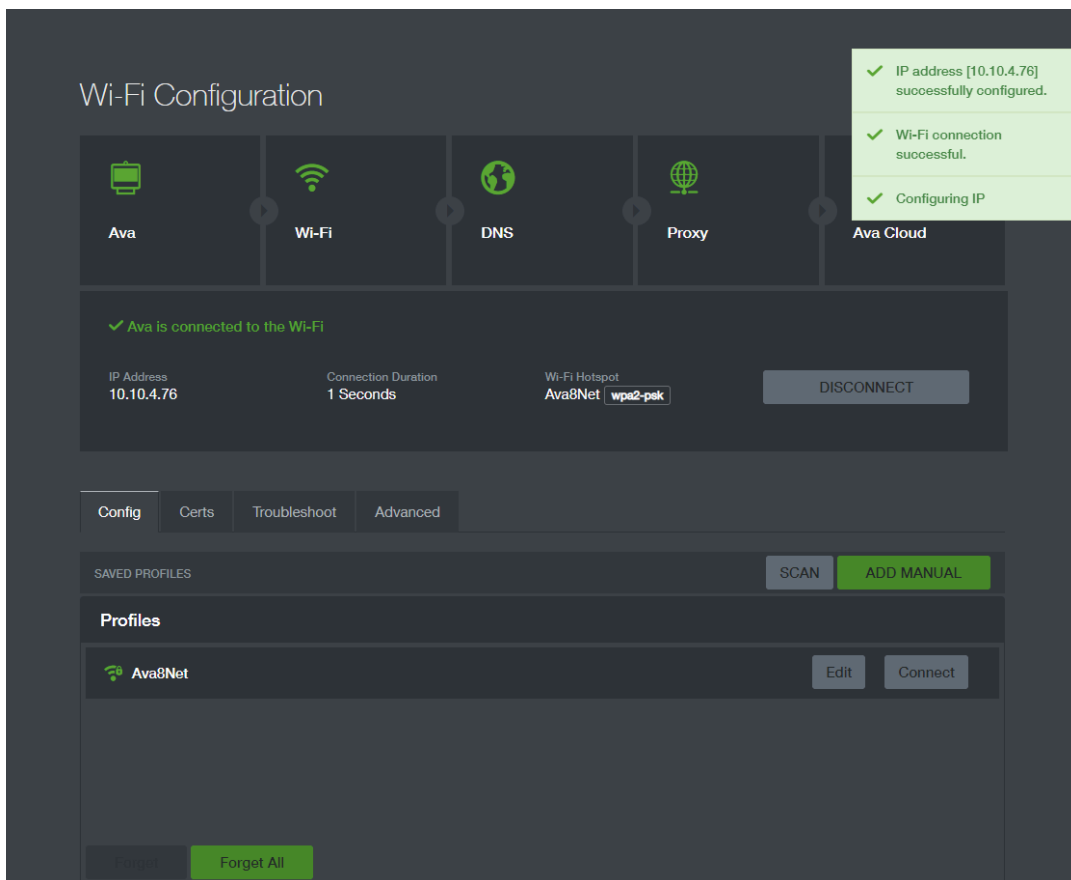 Wi-Fi Configuration
IP address [10.10.4.76]
successfully configured.
Wi-Fi connection
successful.
Configuring IP
Ava
Wi-Fi
DNS
Proxy
Ava Cloud
Ava is connected to the Wi-Fi
IP Address
Connection Duration
Wi-Fi Hotspot
10.10.4.76
1 Seconds
Ava8Net wpa2-psk
DISCONNECT
Config
Certs
Troubleshoot
Advanced
SAVED PROFILES
SCAN
ADD MANUAL
Profiles
Ava8Net
Edit
Connect
Forget
Forget All